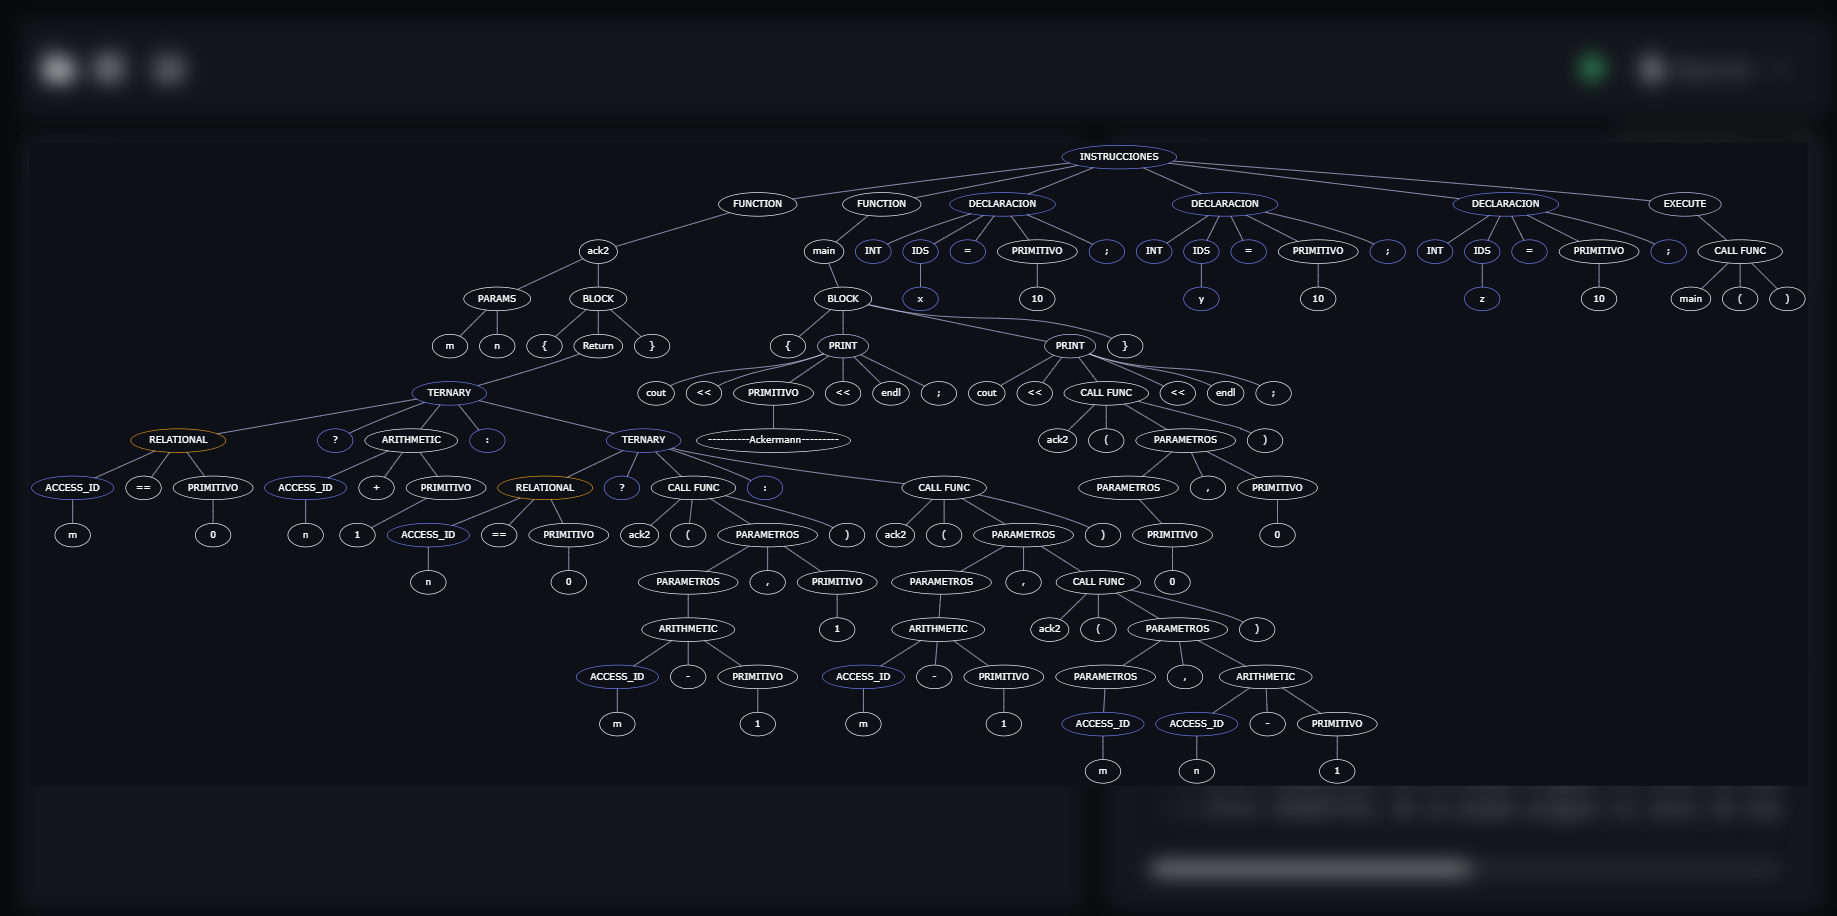 INSTRUCCIONES
FUNCTION FUNCTION DECLARACION DECLARACION DECLARACION EXECUTE
ack2 main INT IDS = PRIMITIVO ; INT IDS = PRIMITIVO ; INT IDS = PRIMITIVO ; CALL FUNC
PARAMS BLOCK BLOCK x 10 y 10 z 10 main ( )
m n { Return } { PRINT PRINT }
TERNARY cout << PRIMITIVO << endl ; cout << CALL FUNC << endl ;
RELATIONAL ? ARITHMETIC : TERNARY ----------Ackermann--------- ack2 ( PARAMETROS )
ACCESS_ID == PRIMITIVO ACCESS_ID + PRIMITIVO RELATIONAL ? CALL FUNC : CALL FUNC PARAMETROS , PRIMITIVO
m 0 n 1 ACCESS_ID == PRIMITIVO ack2 ( PARAMETROS ) ack2 ( PARAMETROS ) PRIMITIVO 0
n 0 PARAMETROS , PRIMITIVO PARAMETROS , CALL FUNC 0
ARITHMETIC 1 ARITHMETIC ack2 ( PARAMETROS )
ACCESS_ID - PRIMITIVO ACCESS_ID - PRIMITIVO PARAMETROS , ARITHMETIC
m 1 m 1 ACCESS_ID ACCESS_ID - PRIMITIVO
m n 1